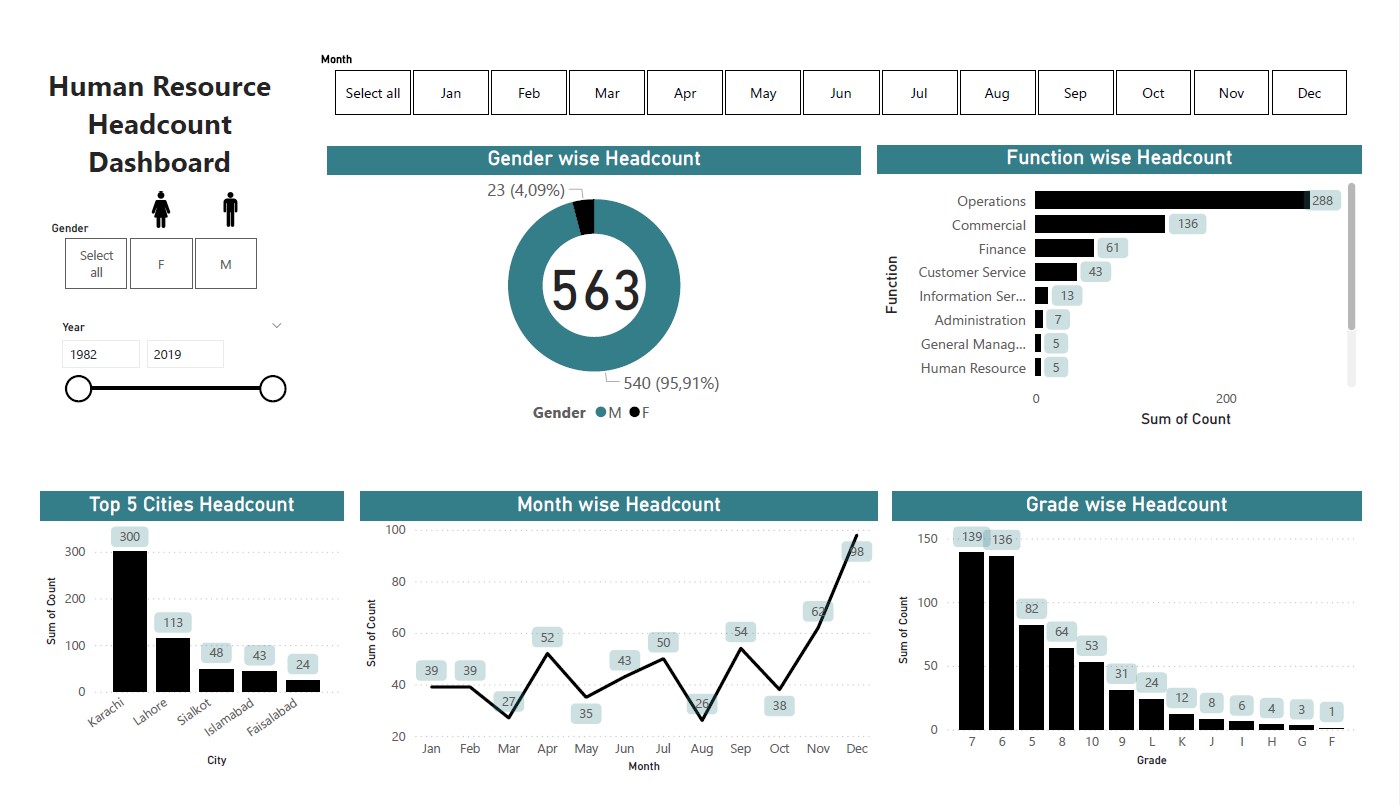 Human Resource
Headcount
Dashboard
Gender
Select
all
F
M
Year
1982
2019
Month
Select all
Jan
Feb
Mar
Apr
May
Jun
Jul
Aug
Sep
Oct
Nov
Dec
Gender wise Headcount
23 (4,09%)
563
540 (95,91%)
Gender M F
Function wise Headcount
Function
Operations 288
Commercial 136
Finance 61
Customer Service 43
Information Ser... 13
Administration 7
General Manag... 5
Human Resource 5
0 200
Sum of Count
Top 5 Cities Headcount
Sum of Count
300
200
100
0
300
113
48
43
24
Karachi
Lahore
Sialkot
Islamabad
Faisalabad
City
Month wise Headcount
Sum of Count
100
80
60
40
20
39
39
27
52
35
43
50
26
54
38
62
98
Jan Feb Mar Apr May Jun Jul Aug Sep Oct Nov Dec
Month
Grade wise Headcount
Sum of Count
150
100
50
0
139
136
82
64
53
31
24
12
8
6
4
3
1
7 6 5 8 10 9 L K J I H G F
Grade